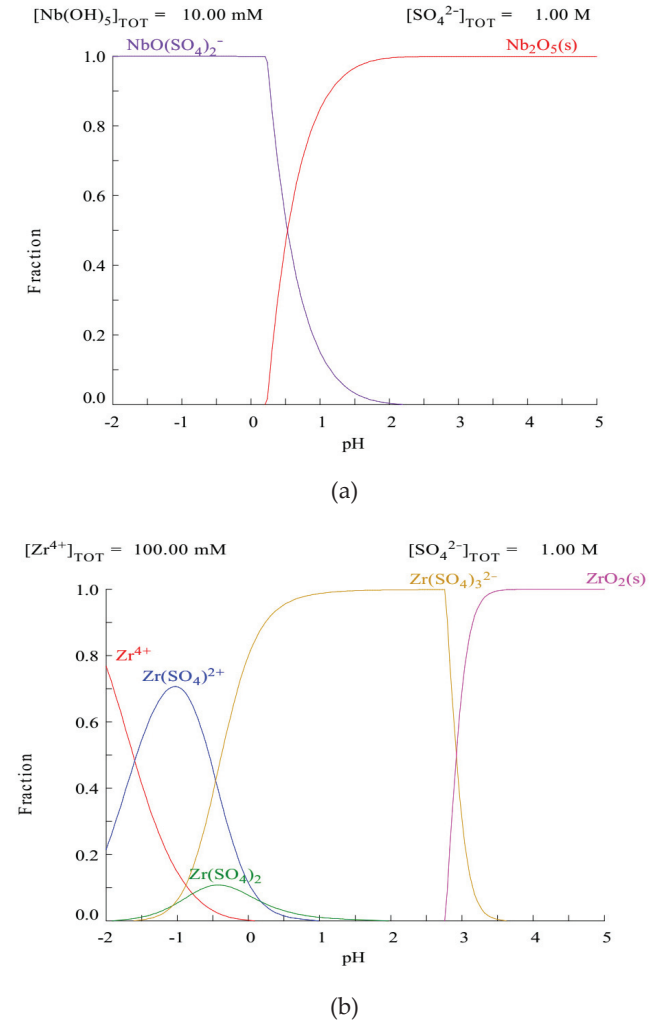 [Nb(OH)₅]TOT = 10.00 mM [SO₄²⁻]TOT = 1.00 M
NbO(SO₄)₂⁻ Nb₂O₅(s)
1.0
0.8
0.6
0.4
0.2
0.0
Fraction
-2 -1 0 1 2 3 4 5
pH
(a)
[Zr⁴⁺]TOT = 100.00 mM [SO₄²⁻]TOT = 1.00 M
Zr(SO₄)₃²⁻ ZrO₂(s)
Zr⁴⁺
Zr(SO₄)²⁺
Zr(SO₄)₂
1.0
0.8
0.6
0.4
0.2
0.0
Fraction
-2 -1 0 1 2 3 4 5
pH
(b)